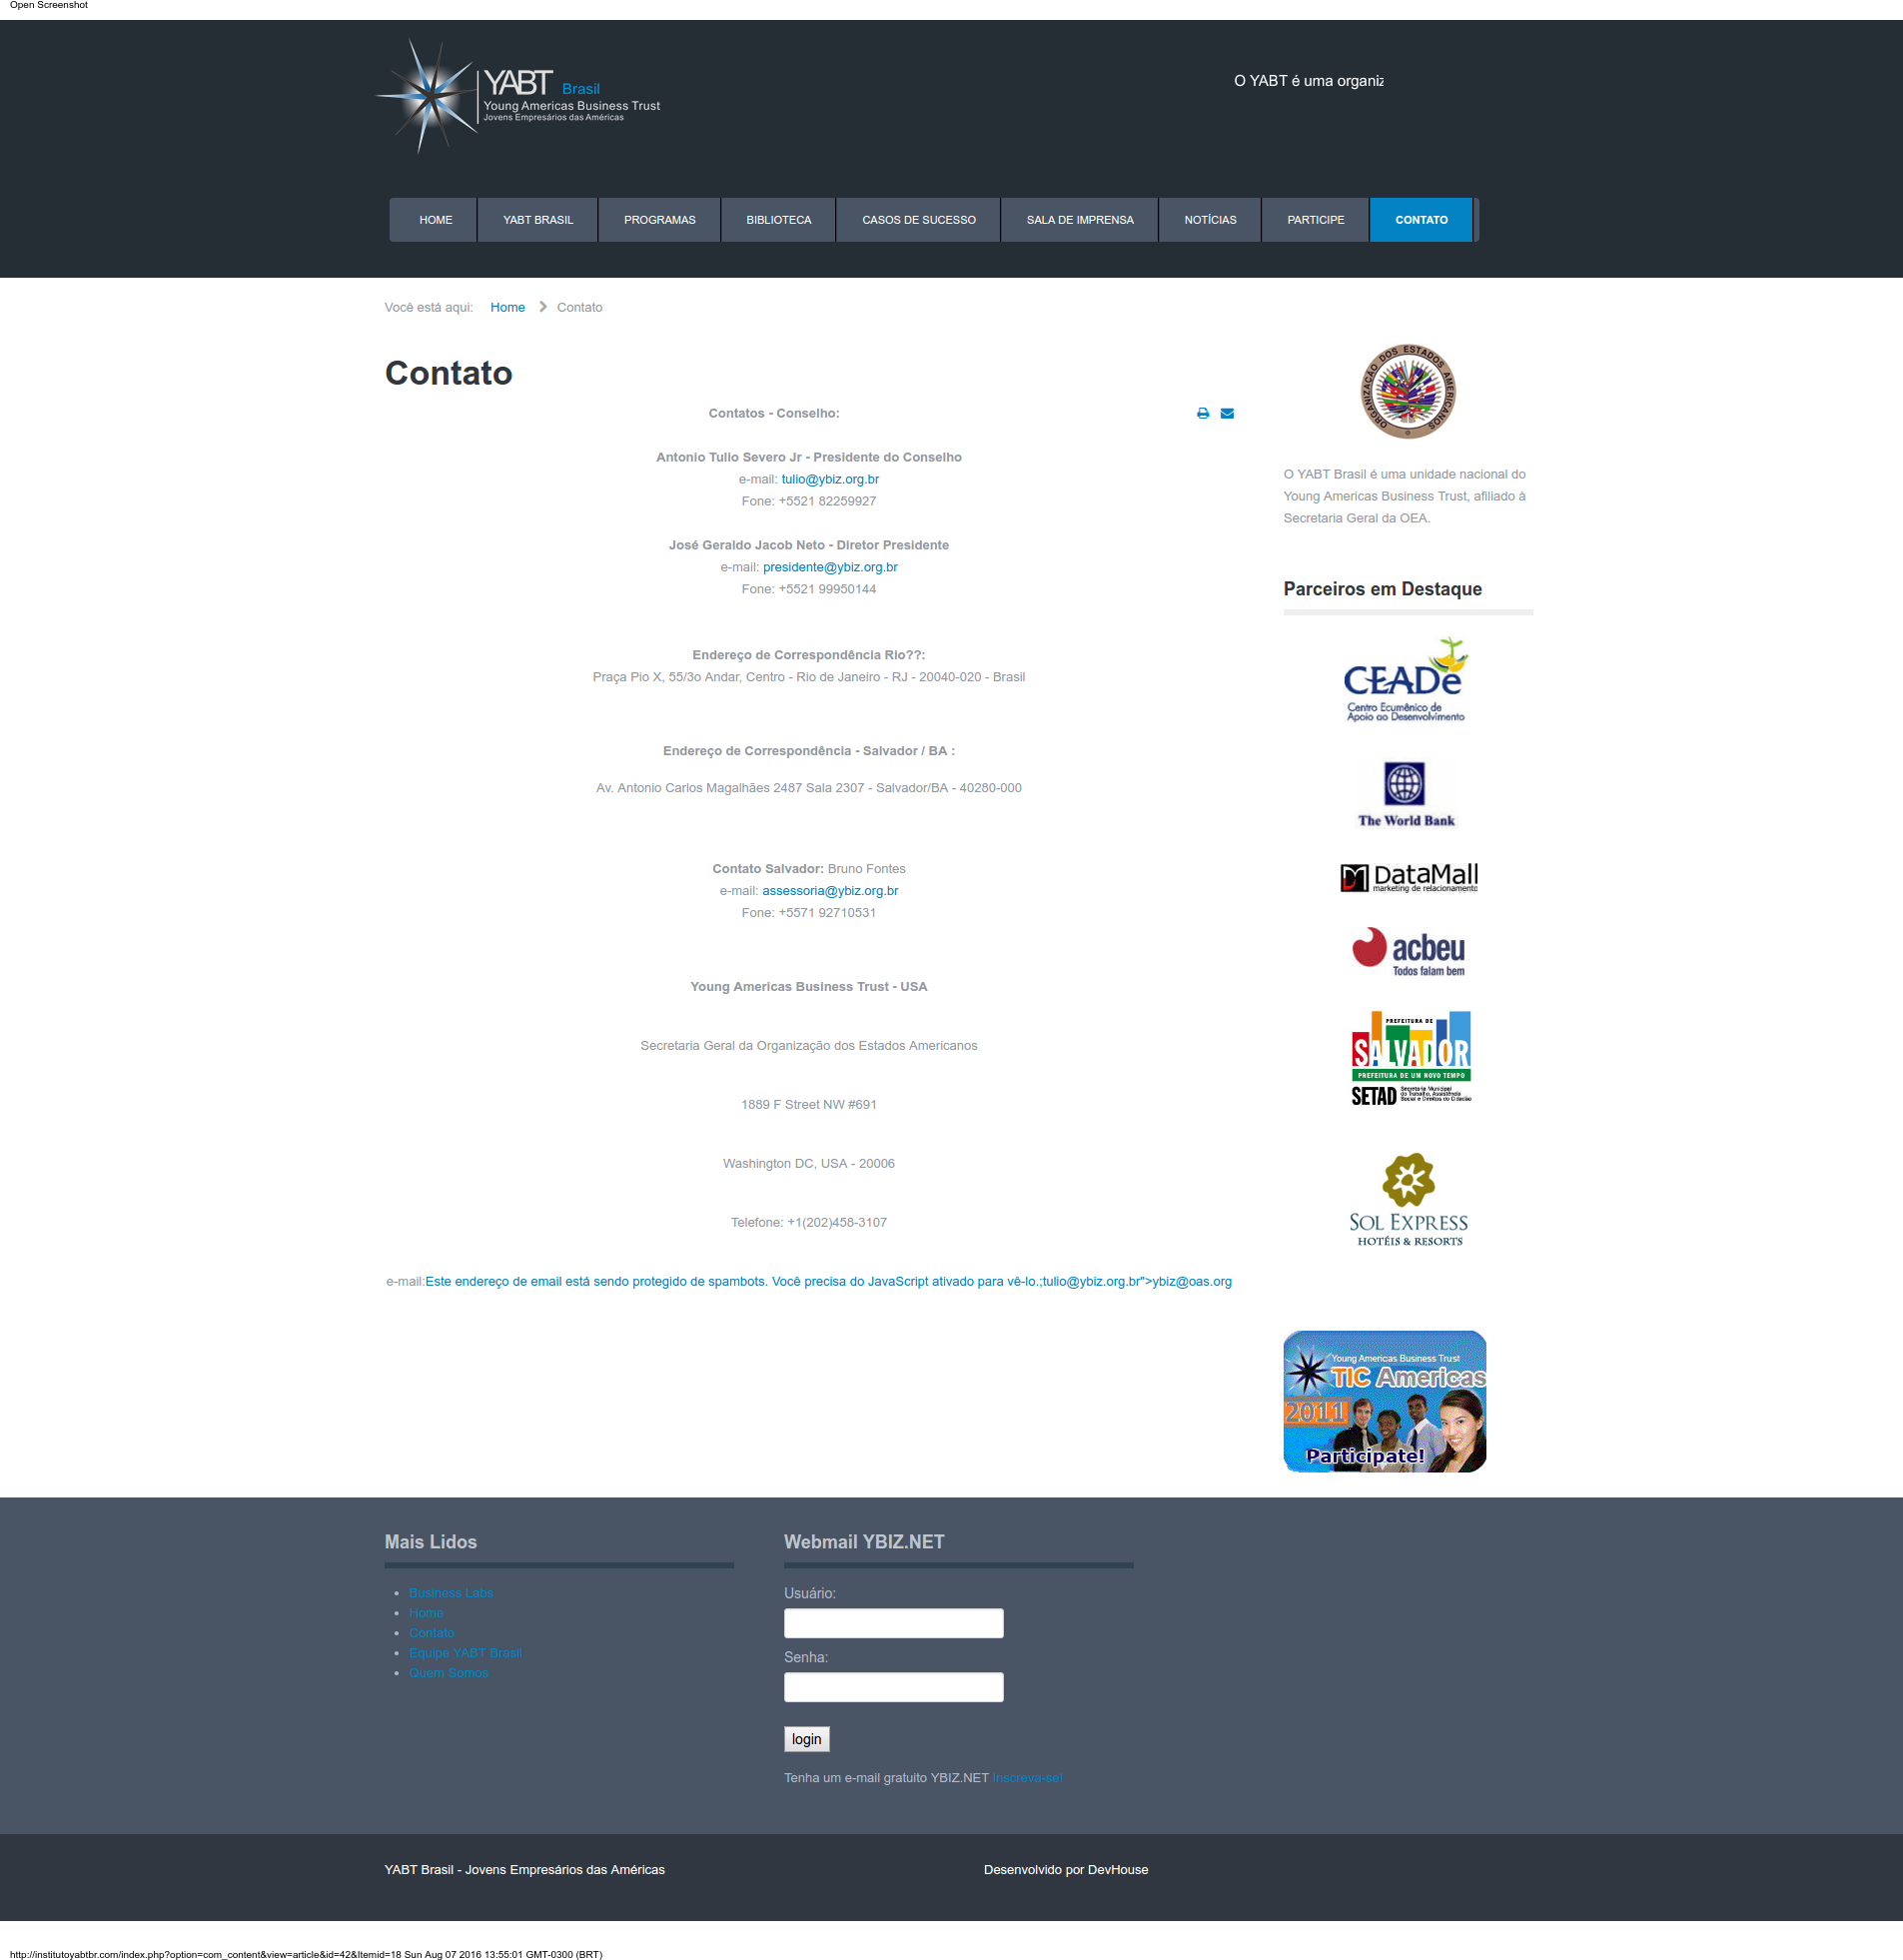 Open Screenshot
YABT Brasil
Young Americas Business Trust
Jovens Empresários das Américas
O YABT é uma organiz
HOME
YABT BRASIL
PROGRAMAS
BIBLIOTECA
CASOS DE SUCESSO
SALA DE IMPRENSA
NOTÍCIAS
PARTICIPE
CONTATO
Você está aqui: Home Contato
Contato
Contatos - Conselho:
Antonio Tulio Severo Jr - Presidente do Conselho
e-mail: tulio@ybiz.org.br
Fone: +5521 82259927
José Geraldo Jacob Neto - Diretor Presidente
e-mail: presidente@ybiz.org.br
Fone: +5521 99950144
Endereço de Correspondência Rio??:
Praça Pio X, 55/3o Andar, Centro - Rio de Janeiro - RJ - 20040-020 - Brasil
Endereço de Correspondência - Salvador / BA :
Av. Antonio Carlos Magalhães 2487 Sala 2307 - Salvador/BA - 40280-000
Contato Salvador: Bruno Fontes
e-mail: assessoria@ybiz.org.br
Fone: +5571 92710531
Young Americas Business Trust - USA
Secretaria Geral da Organização dos Estados Americanos
1889 F Street NW #691
Washington DC, USA - 20006
Telefone: +1(202)458-3107
e-mail:Este endereço de email está sendo protegido de spambots. Você precisa do JavaScript ativado para vê-lo.;tulio@ybiz.org.br">ybiz@oas.org
ORGANIZAÇÃO DOS ESTADOS AMERICANOS
O YABT Brasil é uma unidade nacional do
Young Americas Business Trust, afiliado à
Secretaria Geral da OEA.
Parceiros em Destaque
CEADe
Centro Ecumênico de
Apoio ao Desenvolvimento
The World Bank
DataMall
marketing de relacionamento
acbeu
Todos falam bem
PREFEITURA DE
SALVADOR
PREFEITURA DE UM NOVO TEMPO
SETAD
Secretaria Municipal
do Trabalho, Assistência
Social e Direitos do Cidadão
SOL EXPRESS
HOTÉIS & RESORTS
Young Americas Business Trust
TIC Americas
2011
Participate!
Mais Lidos
Business Labs
Home
Contato
Equipe YABT Brasil
Quem Somos
Webmail YBIZ.NET
Usuário:
Senha:
login
Tenha um e-mail gratuito YBIZ.NET Inscreva-se!
YABT Brasil - Jovens Empresários das Américas
Desenvolvido por DevHouse
http://institutoyabtbr.com/index.php?option=com_content&view=article&id=42&Itemid=18 Sun Aug 07 2016 13:55:01 GMT-0300 (BRT)